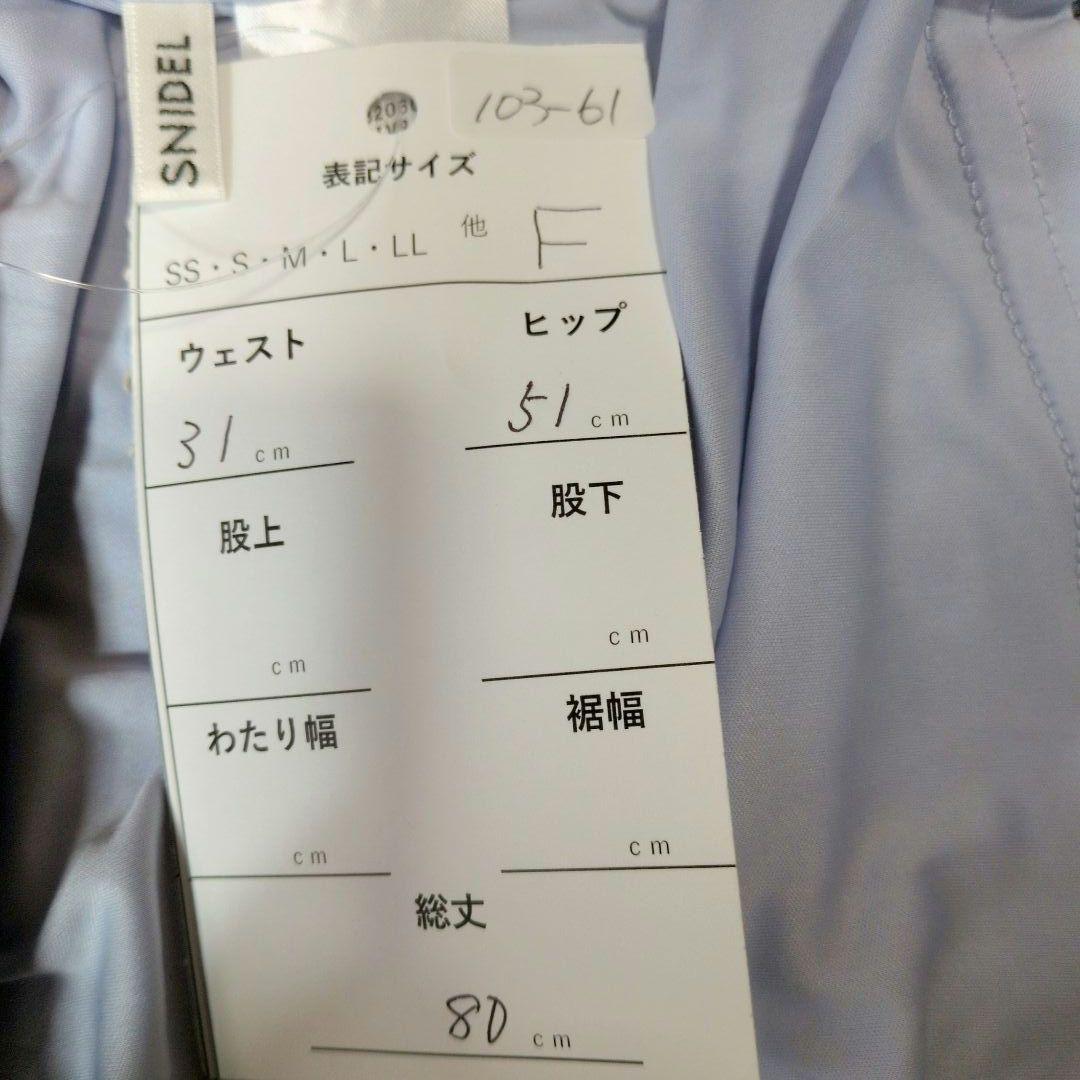 SNIDEL
103-61
表記サイズ
SS・S・M・L・LL 他 F
ウェスト ヒップ
31 cm 51 cm
股上 股下
cm cm
わたり幅 裾幅
cm cm
総丈
80 cm